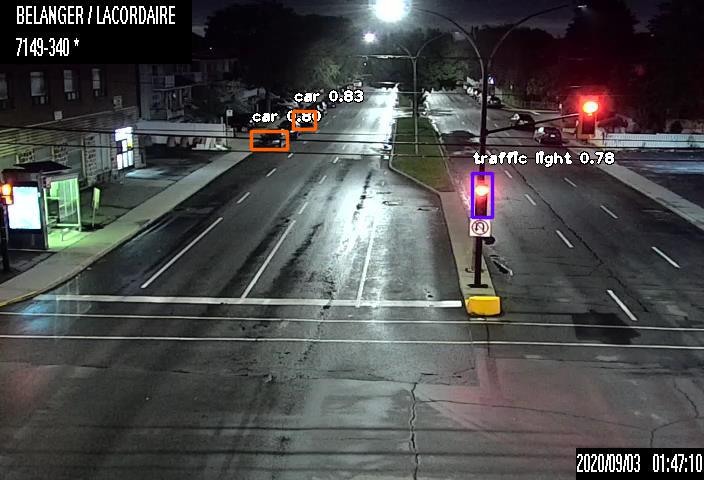 BELANGER / LACORDAIRE
7149-340 *
car 0.83
car 0.80
traffic light 0.78
2020/09/03 01:47:10